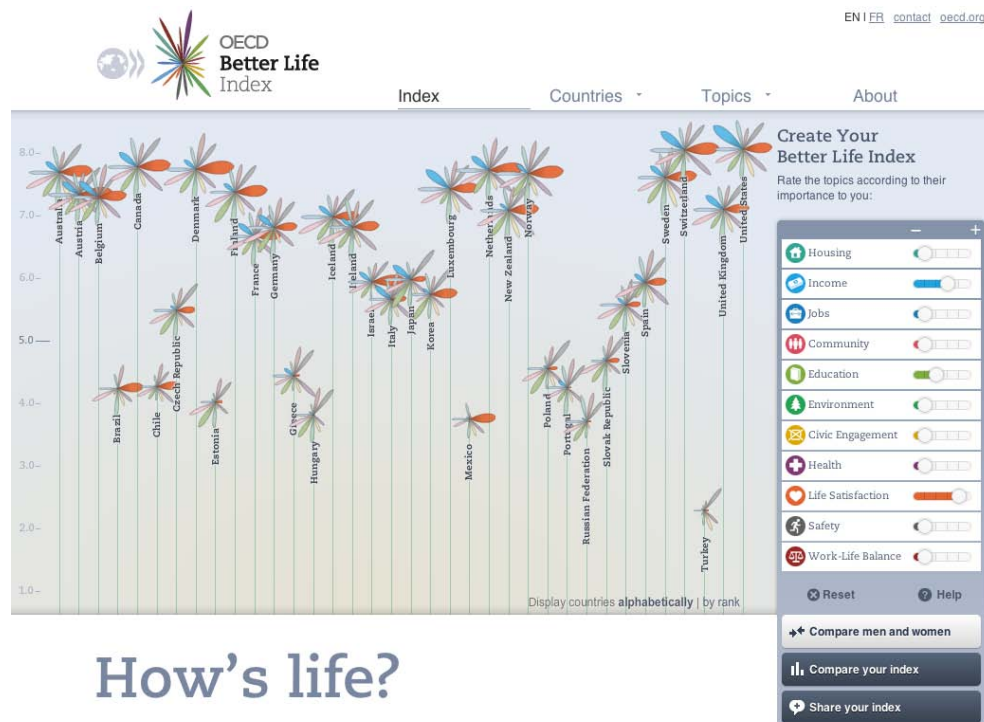 EN I FR contact oecd.org
OECD
Better Life
Index
Index
Countries
Topics
About
Create Your
Better Life Index
Rate the topics according to their
importance to you:
8.0
7.0
6.0
5.0
4.0
3.0
2.0
1.0
Australia
Austria
Belgium
Brazil
Canada
Chile
Czech Republic
Denmark
Estonia
Finland
France
Germany
Greece
Hungary
Iceland
Ireland
Israel
Italy
Japan
Korea
Luxembourg
Mexico
Netherlands
New Zealand
Norway
Poland
Portugal
Russian Federation
Slovak Republic
Slovenia
Spain
Sweden
Switzerland
Turkey
United Kingdom
United States
Display countries alphabetically | by rank
– +
Housing
Income
Jobs
Community
Education
Environment
Civic Engagement
Health
Life Satisfaction
Safety
Work-Life Balance
Reset Help
Compare men and women
Compare your index
Share your index
How's life?